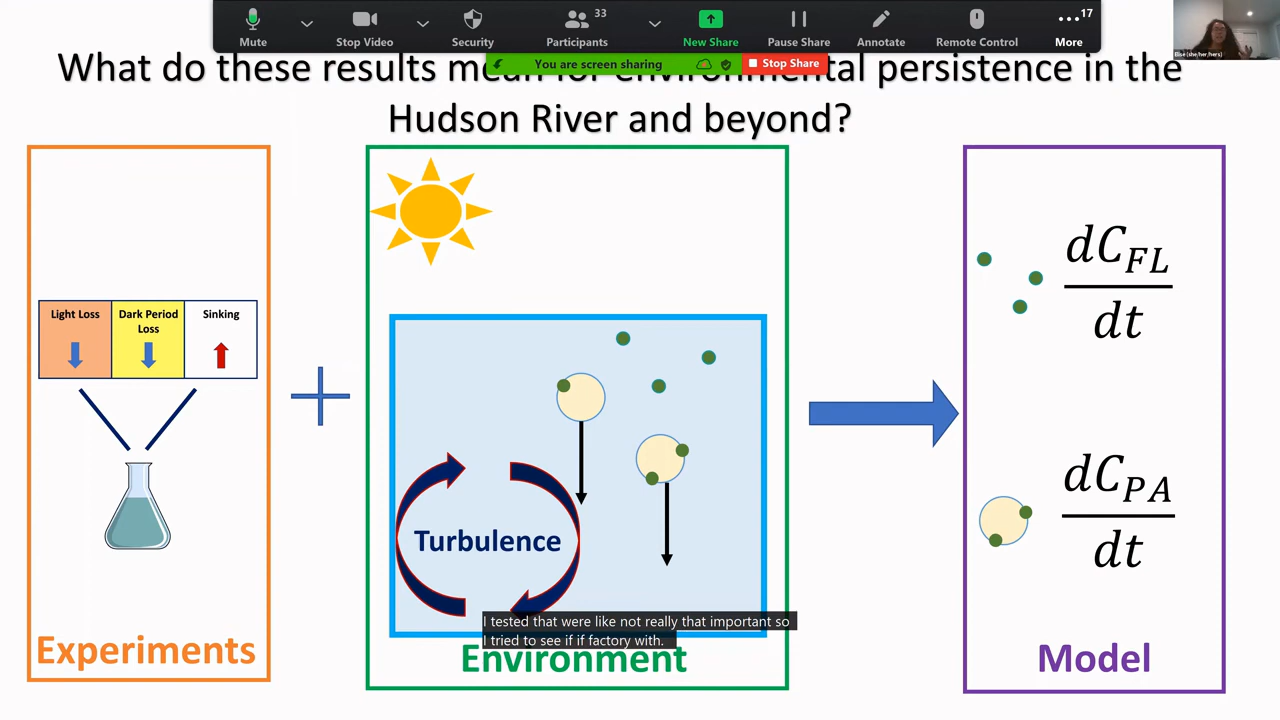 33
17
Mute
Stop Video
Security
Participants
New Share
Pause Share
Annotate
Remote Control
More
You are screen sharing
Stop Share
(she/her/hers)
What do these results mean for environmental persistence in the
Hudson River and beyond?
Light Loss
Dark Period
Loss
Sinking
Turbulence
dC_FL
dt
dC_PA
dt
I tested that were like not really that important so
I tried to see if if factory with.
Experiments
Environment
Model